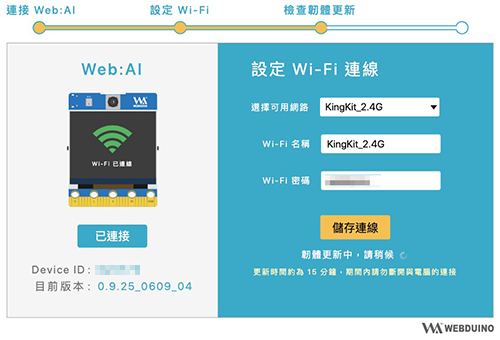 連接 Web:AI
設定 Wi-Fi
檢查韌體更新
Web:AI
WEBDUINO
Wi-Fi 已連線
已連接
Device ID:
目前版本: 0.9.25_0609_04
設定 Wi-Fi 連線
選擇可用網路 KingKit_2.4G
Wi-Fi 名稱 KingKit_2.4G
Wi-Fi 密碼
儲存連線
韌體更新中，請稍候
更新時間約為 15 分鐘，期間內請勿斷開與電腦的連接
WEBDUINO